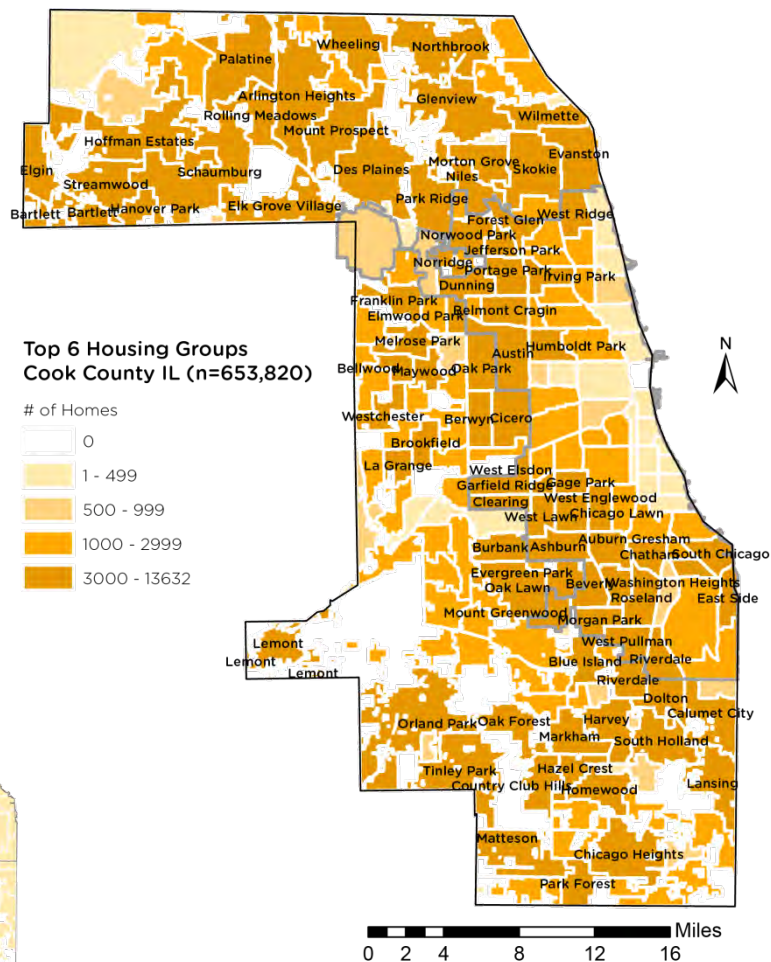 Wheeling
Northbrook
Palatine
Arlington Heights
Glenview
Rolling Meadows
Wilmette
Mount Prospect
Hoffman Estates
Evanston
Morton Grove
Elgin
Schaumburg
Des Plaines
Skokie
Niles
Streamwood
Park Ridge
Bartlett
Bartlett
Hanover Park
Elk Grove Village
West Ridge
Forest Glen
Norwood Park
Jefferson Park
Norridge
Portage Park
Irving Park
Dunning
Franklin Park
Belmont Cragin
Elmwood Park
Melrose Park
Humboldt Park
Austin
Bellwood
Maywood
Oak Park
Westchester
Berwyn
Cicero
Brookfield
La Grange
West Elsdon
Garfield Ridge
Gage Park
Clearing
West Englewood
Chicago Lawn
West Lawn
Auburn Gresham
Burbank
Ashburn
Chatham
South Chicago
Evergreen Park
Oak Lawn
Beverly
Washington Heights
Roseland
East Side
Mount Greenwood
Morgan Park
West Pullman
Lemont
Lemont
Lemont
Blue Island
Riverdale
Riverdale
Dolton
Calumet City
Orland Park
Oak Forest
Harvey
Markham
South Holland
Tinley Park
Hazel Crest
Country Club Hills
Homewood
Lansing
Matteson
Chicago Heights
Park Forest
Top 6 Housing Groups
Cook County IL (n=653,820)
# of Homes
0
1 - 499
500 - 999
1000 - 2999
3000 - 13632
N
Miles
0 2 4 8 12 16